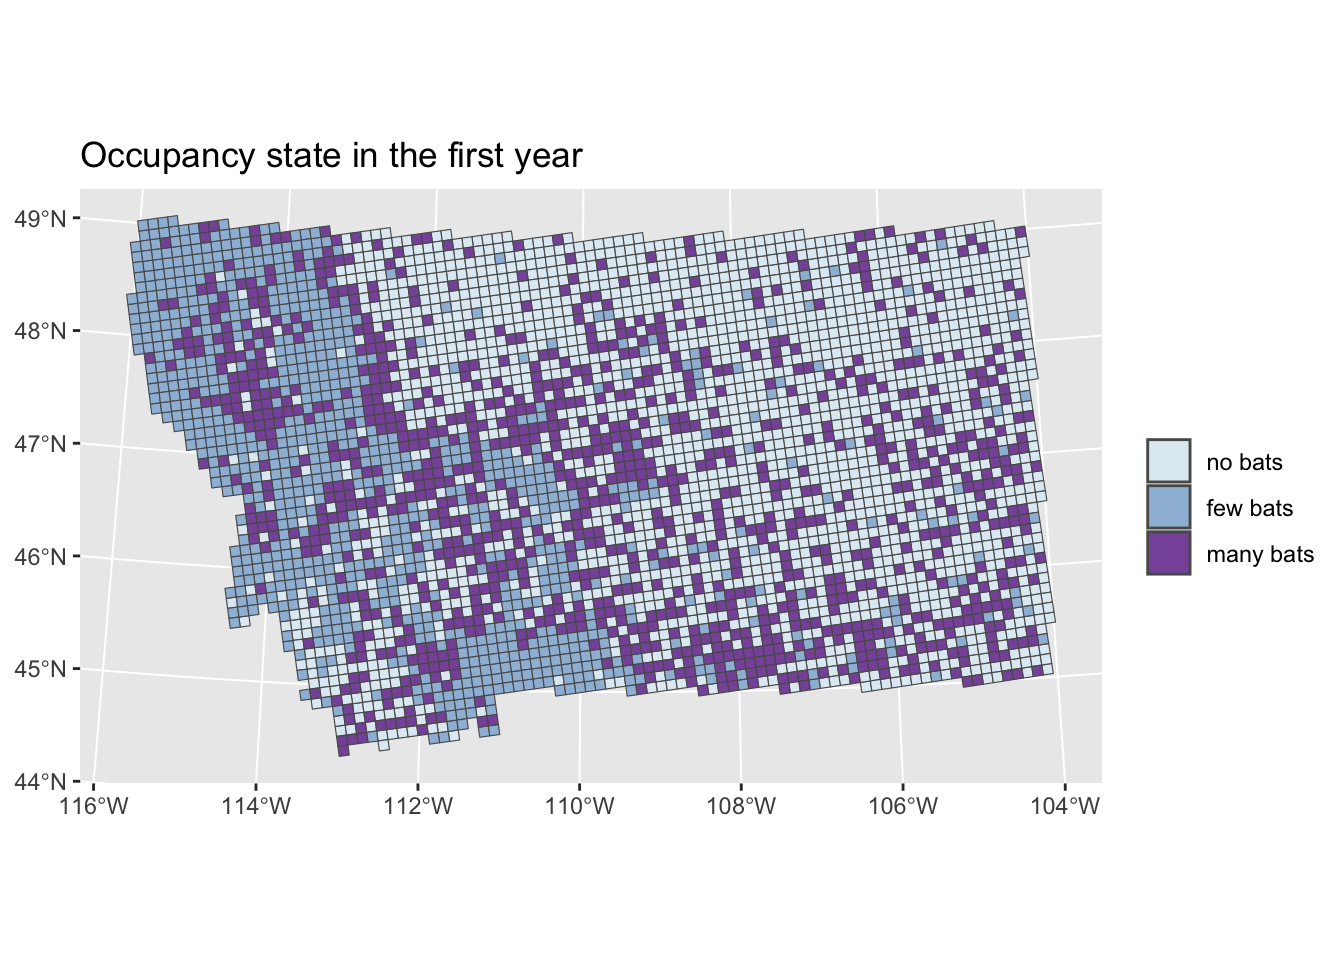 Occupancy state in the first year
49°N
48°N
47°N
46°N
45°N
44°N
116°W
114°W
112°W
110°W
108°W
106°W
104°W
no bats
few bats
many bats